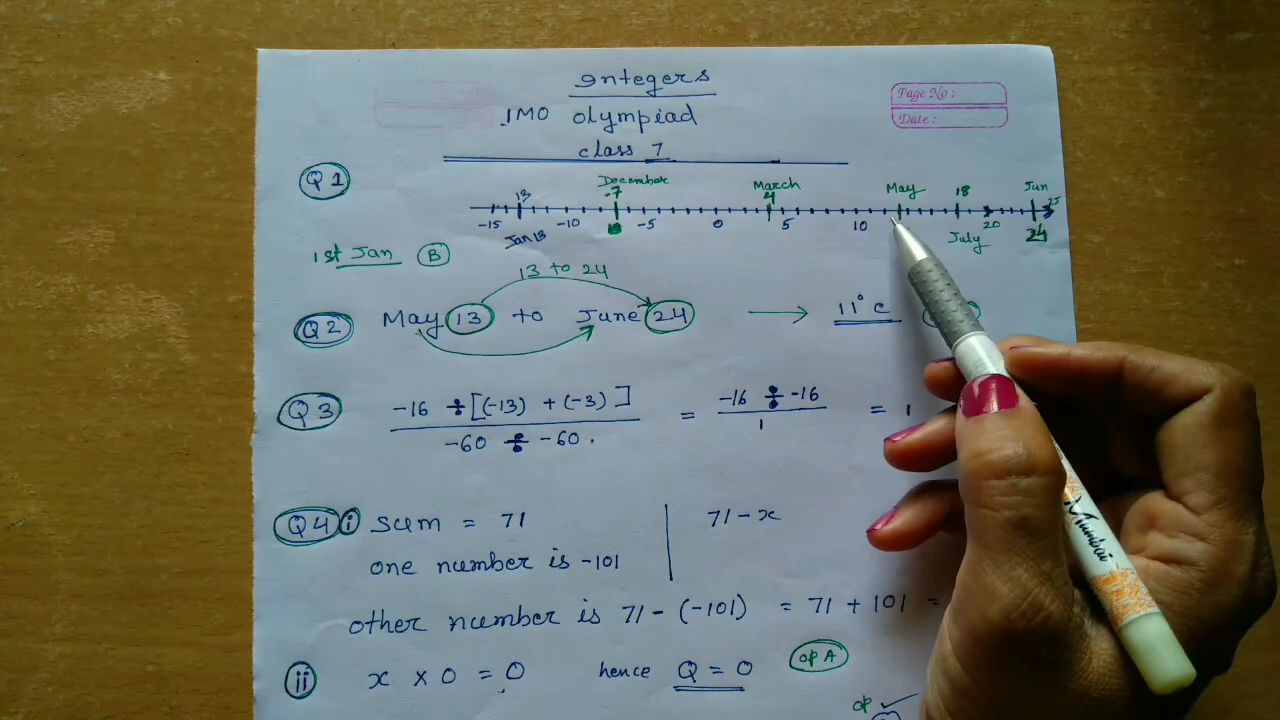 Integers
IMO Olympiad
class 7
Page No :
Date :
Q1
13 December -7 March 4 May 18 Jun 25
-15 -10 -5 0 5 10 20 24
Jan 13 July
1st Jan B
13 to 24
Q2 May 13 to June 24 → 11°c
Q3 -16 ÷ [(-13) + (-3)] / -60 ÷ -60. = -16 ÷ -16 / 1 = 1
Q4 i sum = 71 | 71 - x
one number is -101
other number is 71 - (-101) = 71 + 101 =
ii x × 0 = 0 hence Q = 0 op A
op ✓
Mumbai